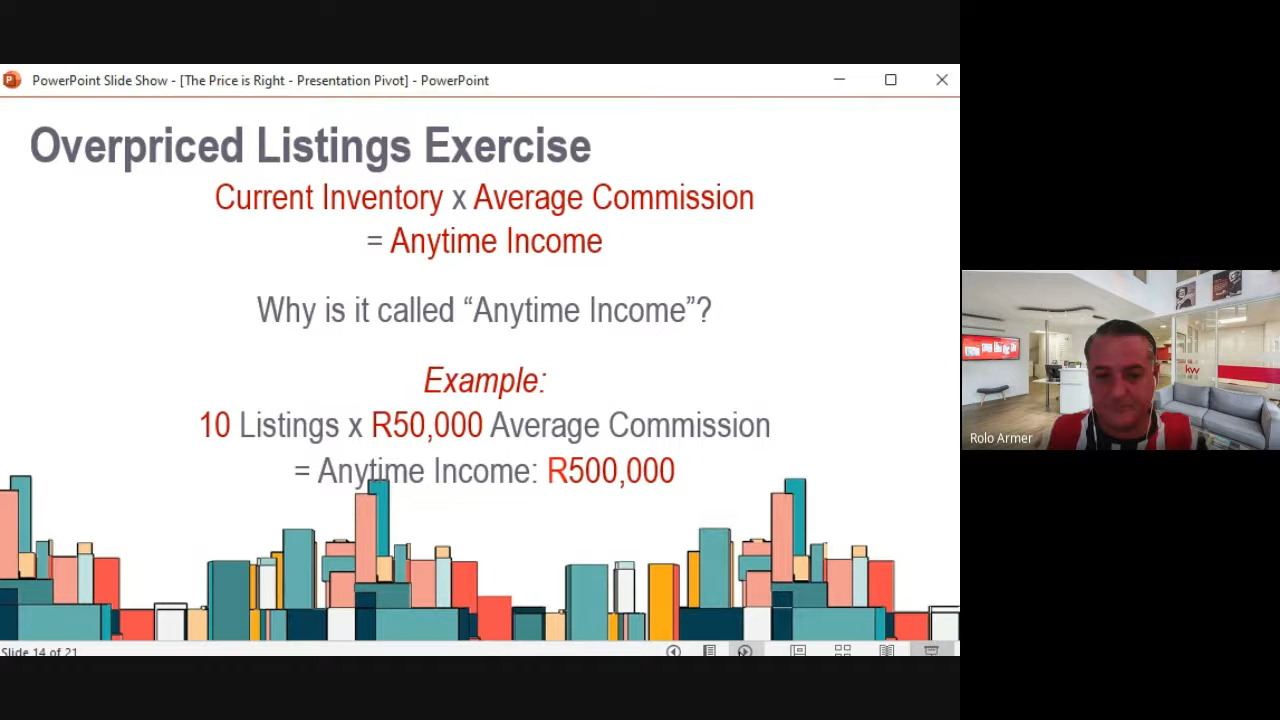 PowerPoint Slide Show - [The Price is Right - Presentation Pivot] - PowerPoint
Overpriced Listings Exercise
Current Inventory x Average Commission
= Anytime Income
Why is it called “Anytime Income”?
Example:
10 Listings x R50,000 Average Commission
= Anytime Income: R500,000
Slide 14 of 21
kw
Rolo Armer